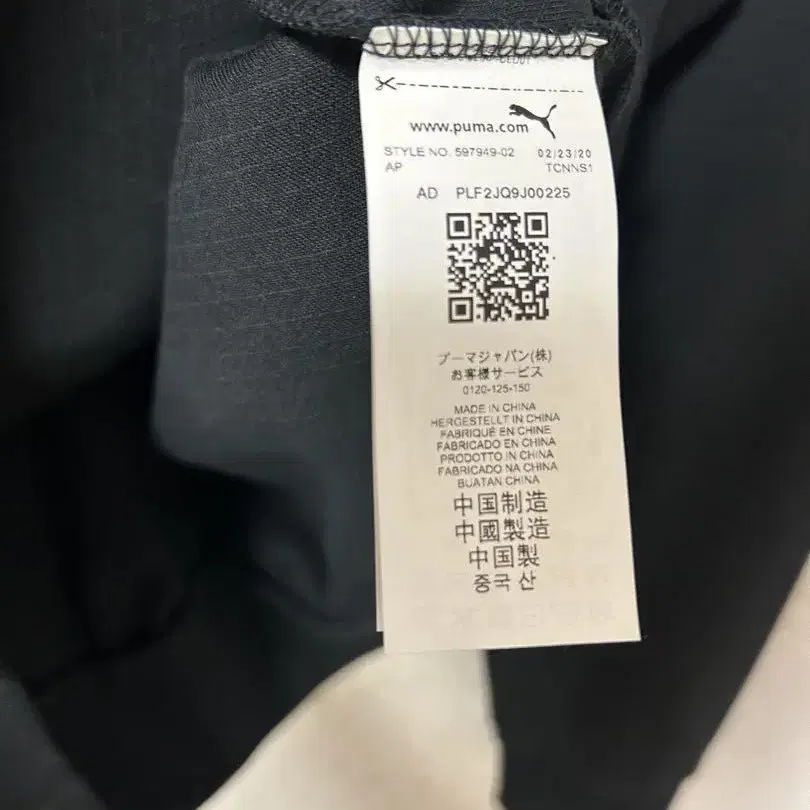 www.puma.com
STYLE NO. 597949-02 02/23/20
AP TCNNS1
AD PLF2JQ9J00225
プーマジャパン(株)
お客様サービス
0120-125-150
MADE IN CHINA
HERGESTELLT IN CHINA
FABRIQUÉ EN CHINE
FABRICADO EN CHINA
PRODOTTO IN CHINA
FABRICADO NA CHINA
BUATAN CHINA
中国制造
中國製造
中国製
중국 산